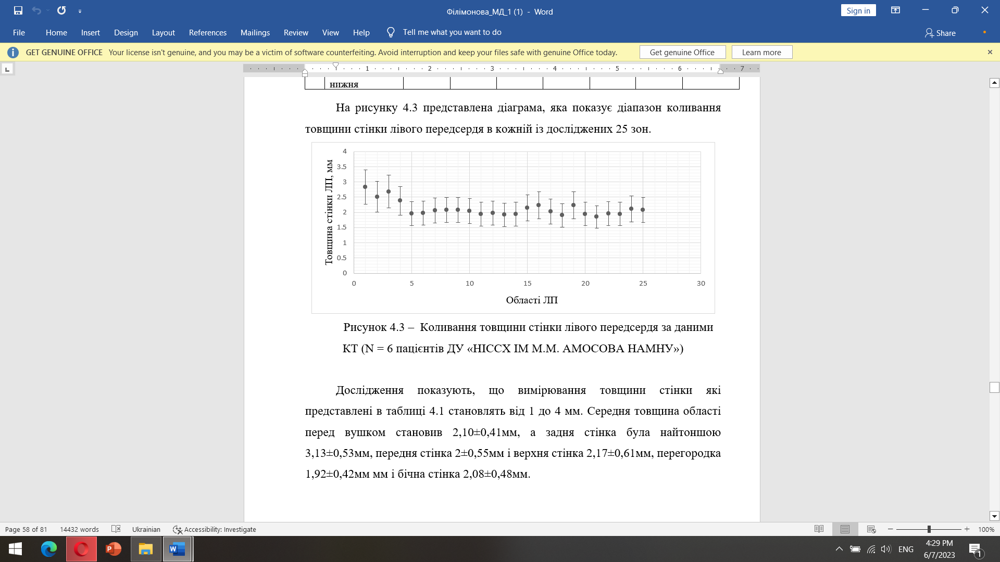 Філімонова_МД_1 (1) - Word
Sign in
File Home Insert Design Layout References Mailings Review View Help Tell me what you want to do Share
GET GENUINE OFFICE Your license isn't genuine, and you may be a victim of software counterfeiting. Avoid interruption and keep your files safe with genuine Office today. Get genuine Office Learn more
1 2 3 4 5 6 7
нижня
На рисунку 4.3 представлена діаграма, яка показує діапазон коливання
товщини стінки лівого передсердя в кожній із досліджених 25 зон.
Товщина стінки ЛП, мм
4
3.5
3
2.5
2
1.5
1
0.5
0
0 5 10 15 20 25 30
Області ЛП
Рисунок 4.3 – Коливання товщини стінки лівого передсердя за даними
КТ (N = 6 пацієнтів ДУ «НІССХ ІМ М.М. АМОСОВА НАМНУ»)
Дослідження показують, що вимірювання товщини стінки які
представлені в таблиці 4.1 становлять від 1 до 4 мм. Середня товщина області
перед вушком становив 2,10±0,41мм, а задня стінка була найтоншою
3,13±0,53мм, передня стінка 2±0,55мм і верхня стінка 2,17±0,61мм, перегородка
1,92±0,42мм мм і бічна стінка 2,08±0,48мм.
Page 58 of 81 14432 words Ukrainian Accessibility: Investigate 100%
ENG
4:29 PM
6/7/2023
1